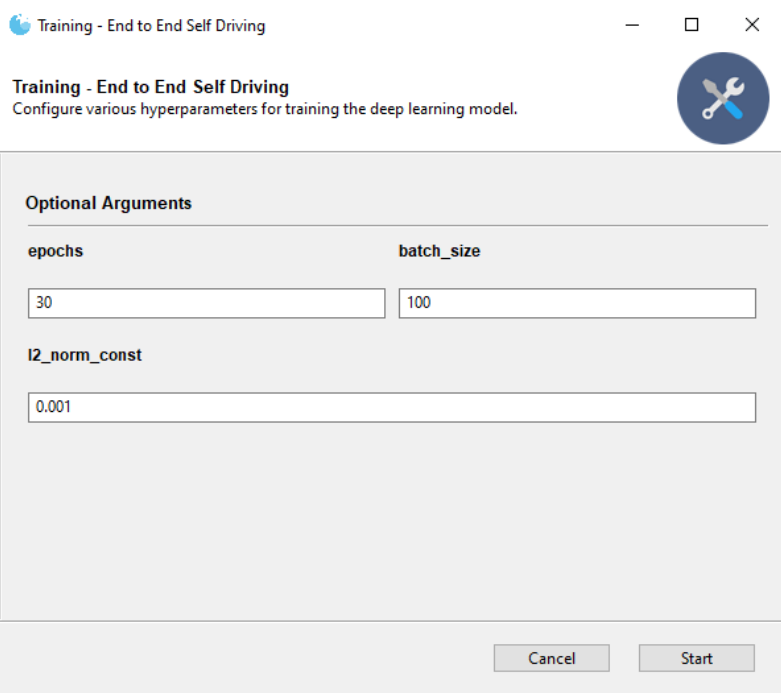 Training - End to End Self Driving
Training - End to End Self Driving
Configure various hyperparameters for training the deep learning model.
Optional Arguments
epochs batch_size
30 100
l2_norm_const
0.001
Cancel Start